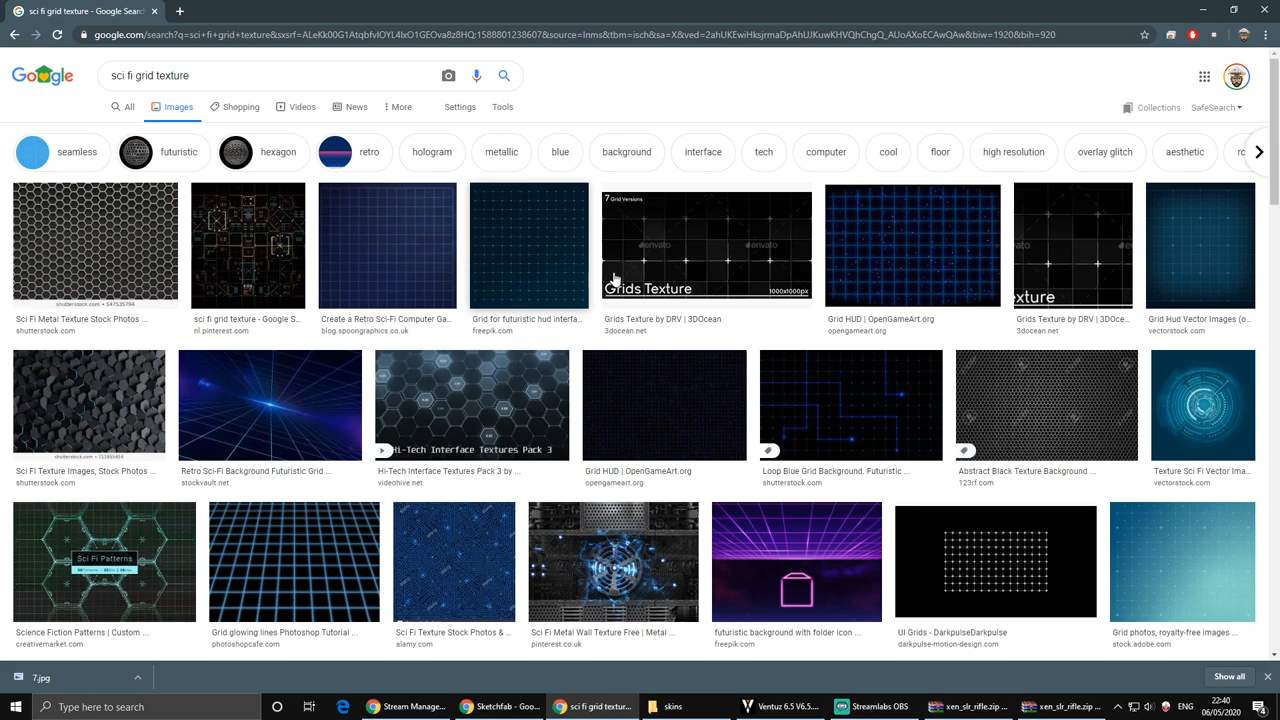 sci fi grid texture - Google Searc
google.com/search?q=sci+fi+grid+texture&sxsrf=ALeKk00G1AtqbfvIOYL4lxO1GEOva8z8HQ:1588801238607&source=lnms&tbm=isch&sa=X&ved=2ahUKEwiHksjrmaDpAhUJKuwKHVQhChgQ_AUoAXoECAwQAw&biw=1920&bih=920
Google
sci fi grid texture
All Images Shopping Videos News More Settings Tools
Collections SafeSearch
seamless futuristic hexagon retro hologram metallic blue background interface tech computer cool floor high resolution overlay glitch aesthetic
7 Grid Versions
envato envato
Grids Texture 1000x1000px
exture
shutterstock.com • 547535794
Sci Fi Metal Texture Stock Photos ... sci fi grid texture - Google S... Create a Retro Sci-Fi Computer Ga... Grid for futuristic hud interfa... Grids Texture by DRV | 3DOcean Grid HUD | OpenGameArt.org Grids Texture by DRV | 3DOce... Grid Hud Vector Images (o...
shutterstock.com nl.pinterest.com blog.spoongraphics.co.uk freepik.com 3docean.net opengameart.org 3docean.net vectorstock.com
Hi-Tech Interface Textures Pack 3
shutterstock.com • 711855414
Sci Fi Texture Images, Stock Photos ... Retro Sci-Fi Background Futuristic Grid ... Hi-Tech Interface Textures Pack 3 by ... Grid HUD | OpenGameArt.org Loop Blue Grid Background. Futuristic ... Abstract Black Texture Background ... Texture Sci Fi Vector Ima...
shutterstock.com stockvault.net videohive.net opengameart.org shutterstock.com 123rf.com vectorstock.com
Sci Fi Patterns
Science Fiction Patterns | Custom ... Grid glowing lines Photoshop Tutorial ... Sci Fi Texture Stock Photos & ... Sci Fi Metal Wall Texture Free | Metal ... futuristic background with folder icon ... UI Grids - DarkpulseDarkpulse Grid photos, royalty-free images ...
creativemarket.com photoshopcafe.com alamy.com pinterest.co.uk freepik.com darkpulse-motion-design.com stock.adobe.com
7.jpg Show all
Type here to search Stream Manage... Sketchfab - Goo... sci fi grid texture... skins Ventuz 6.5 V6.5.... Streamlabs OBS xen_slr_rifle.zip ... xen_slr_rifle.zip ...
22:40
06/05/2020